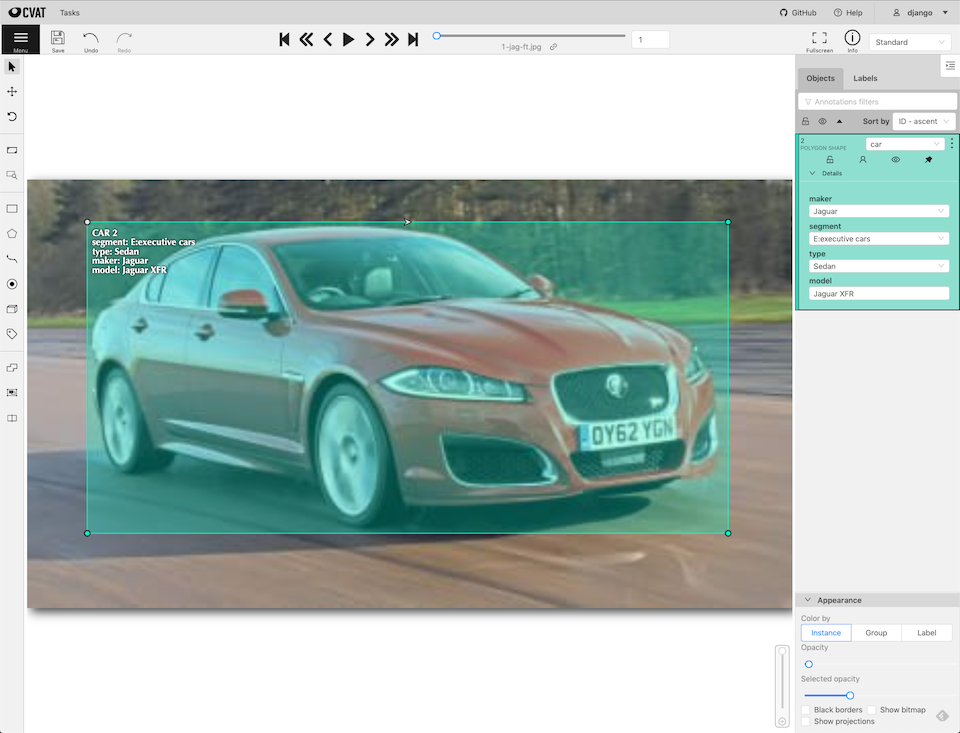 CVAT
Tasks
GitHub
Help
django
Menu
Save
Undo
Redo
1-jag-ft.jpg
1
Fullscreen
Info
Standard
Objects
Labels
Annotations filters
Sort by
ID - ascent
2
POLYGON SHAPE
car
Details
maker
Jaguar
segment
E:executive cars
type
Sedan
model
Jaguar XFR
CAR 2
segment: E:executive cars
type: Sedan
maker: Jaguar
model: Jaguar XFR
OY62 YGN
Appearance
Color by
Instance
Group
Label
Opacity
Selected opacity
Black borders
Show bitmap
Show projections